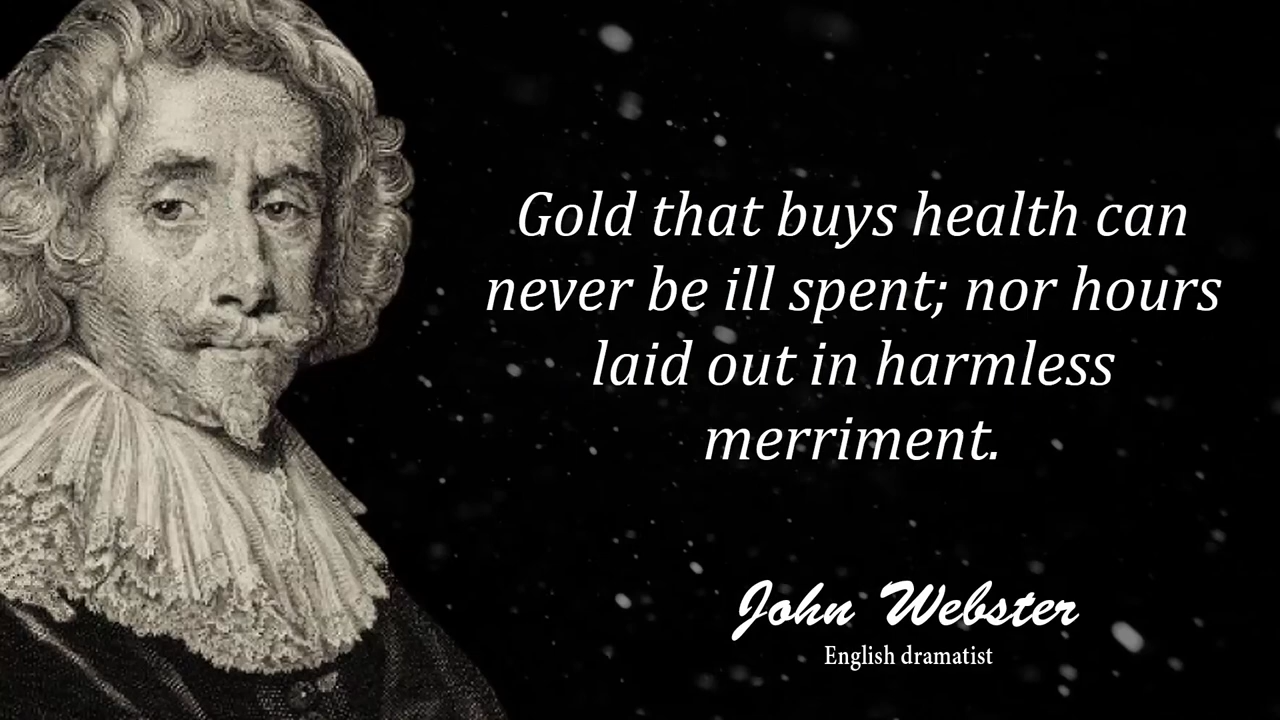 Gold that buys health can
never be ill spent; nor hours
laid out in harmless
merriment.
John Webster
English dramatist